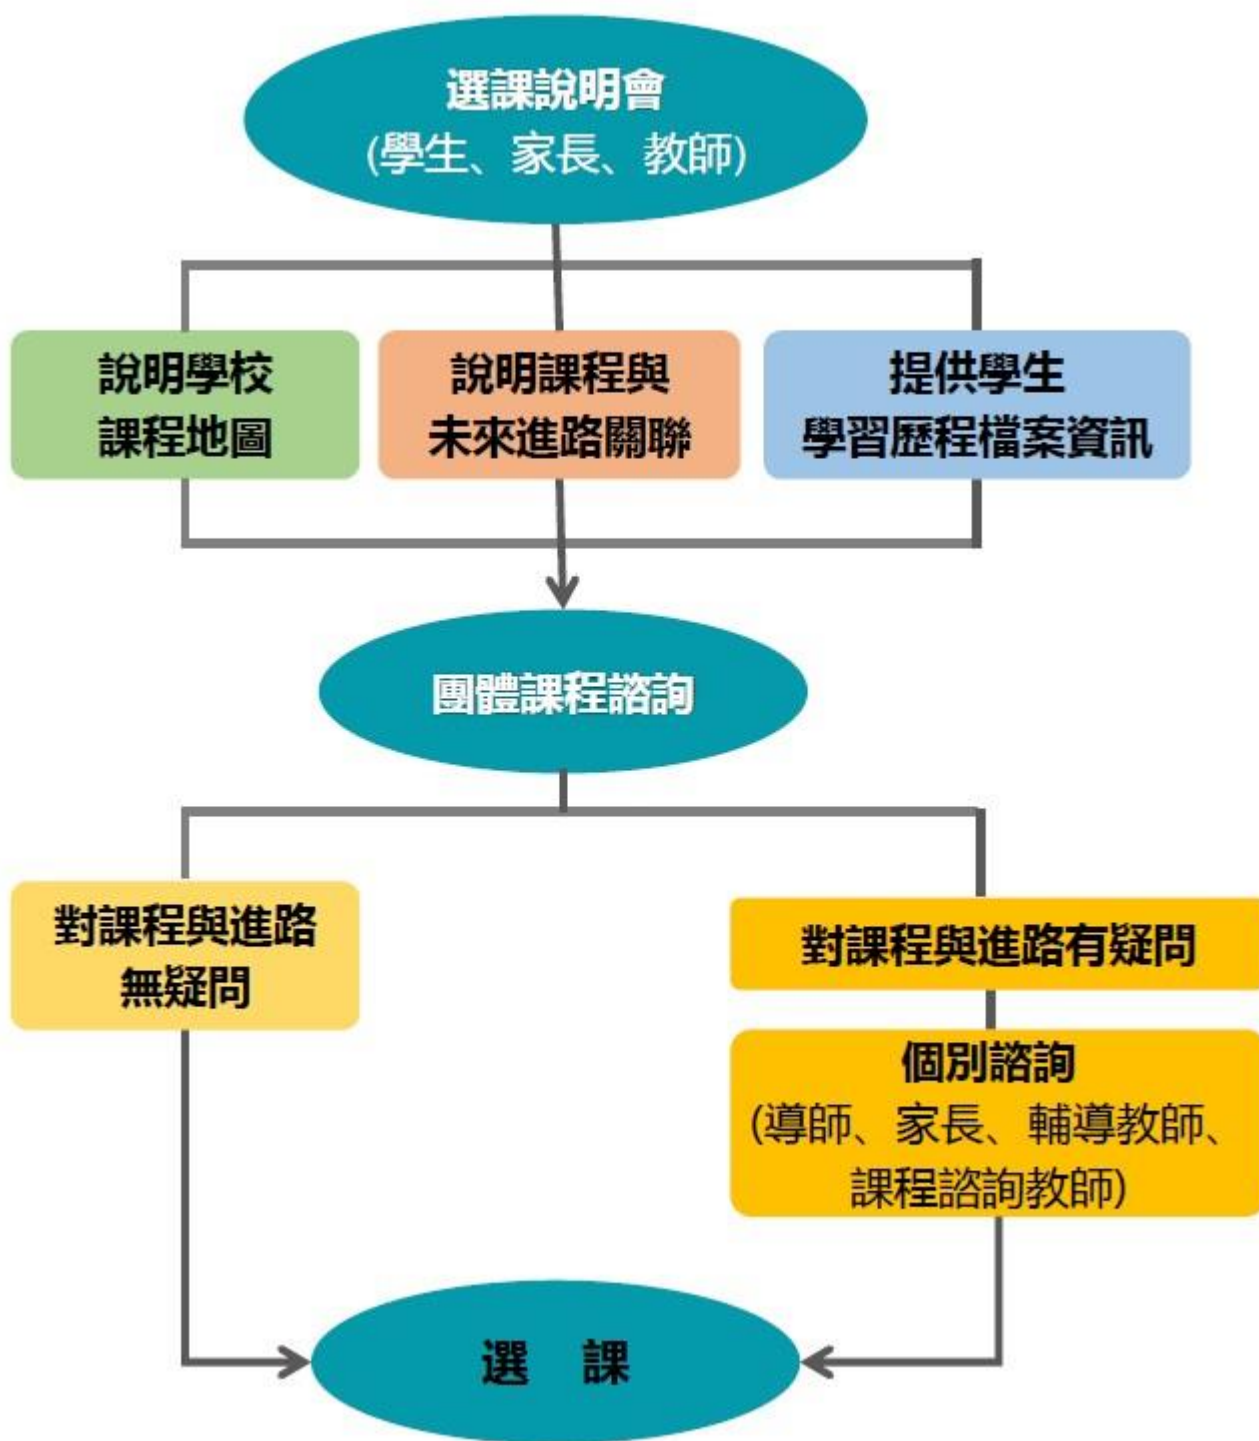 選課說明會
(學生、家長、教師)
說明學校
課程地圖
說明課程與
未來進路關聯
提供學生
學習歷程檔案資訊
團體課程諮詢
對課程與進路
無疑問
對課程與進路有疑問
個別諮詢
(導師、家長、輔導教師、
課程諮詢教師)
選 課